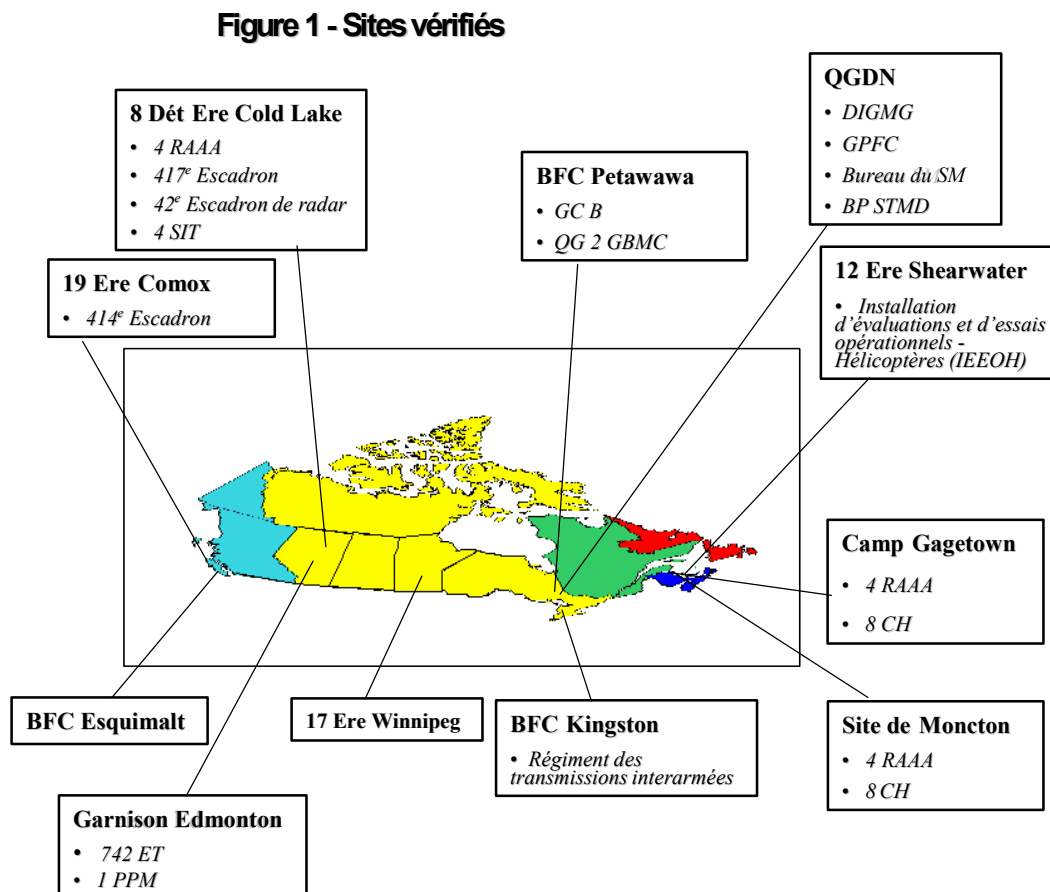 Figure 1 - Sites vérifiés
8 Dét Ere Cold Lake
• 4 RAAA
• 417e Escadron
• 42e Escadron de radar
• 4 SIT
19 Ere Comox
• 414e Escadron
BFC Petawawa
• GC B
• QG 2 GBMC
QGDN
• DIGMG
• GPFC
• Bureau du SM
• BP STMD
12 Ere Shearwater
• Installation
d’évaluations et d’essais
opérationnels -
Hélicoptères (IEEOH)
Camp Gagetown
• 4 RAAA
• 8 CH
BFC Esquimalt
17 Ere Winnipeg
BFC Kingston
• Régiment des
transmissions interarmées
Site de Moncton
• 4 RAAA
• 8 CH
Garnison Edmonton
• 742 ET
• 1 PPM